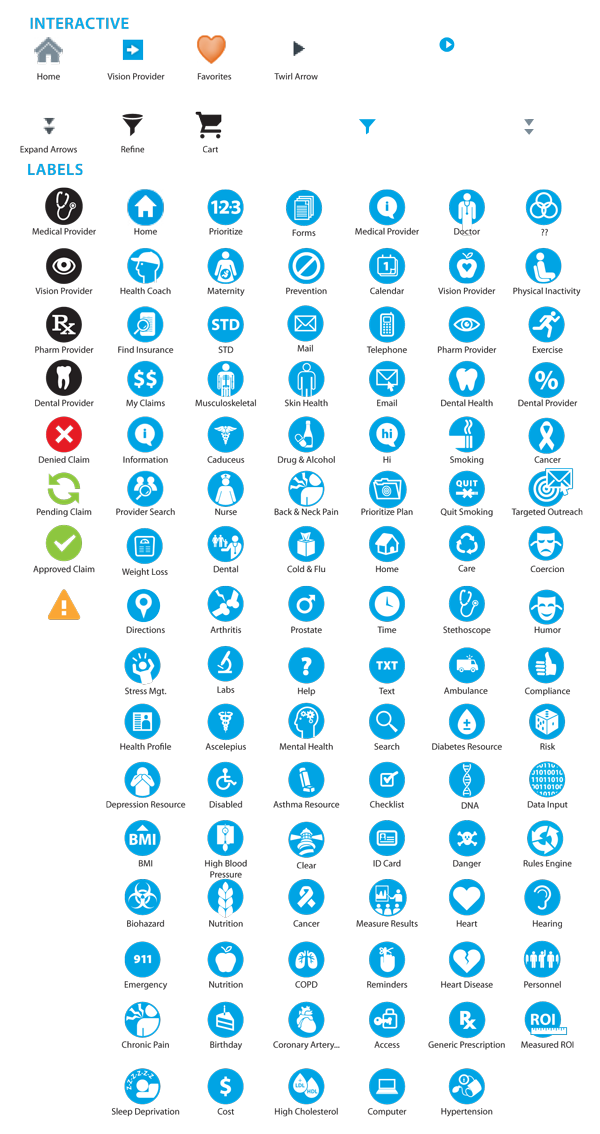 INTERACTIVE
Home Vision Provider Favorites Twirl Arrow
Expand Arrows Refine Cart
LABELS
123
Medical Provider Home Prioritize Forms Medical Provider Doctor ??
1
Vision Provider Health Coach Maternity Prevention Calendar Vision Provider Physical Inactivity
Rx STD
Pharm Provider Find Insurance STD Mail Telephone Pharm Provider Exercise
$$ %
Dental Provider My Claims Musculoskeletal Skin Health Email Dental Health Dental Provider
i hi
Denied Claim Information Caduceus Drug & Alcohol Hi Smoking Cancer
QUIT
Pending Claim Provider Search Nurse Back & Neck Pain Prioritize Plan Quit Smoking Targeted Outreach
Approved Claim Weight Loss Dental Cold & Flu Home Care Coercion
!
Directions Arthritis Prostate Time Stethoscope Humor
? TXT
Stress Mgt. Labs Help Text Ambulance Compliance
Health Profile Ascelepius Mental Health Search Diabetes Resource Risk
Depression Resource Disabled Asthma Resource Checklist DNA Data Input
BMI
BMI High Blood Pressure Clear ID Card Danger Rules Engine
Biohazard Nutrition Cancer Measure Results Heart Hearing
911
Emergency Nutrition COPD Reminders Heart Disease Personnel
Rx ROI
Chronic Pain Birthday Coronary Artery... Access Generic Prescription Measured ROI
Z-Z-Z-Z-Z $ LDL HDL
Sleep Deprivation Cost High Cholesterol Computer Hypertension